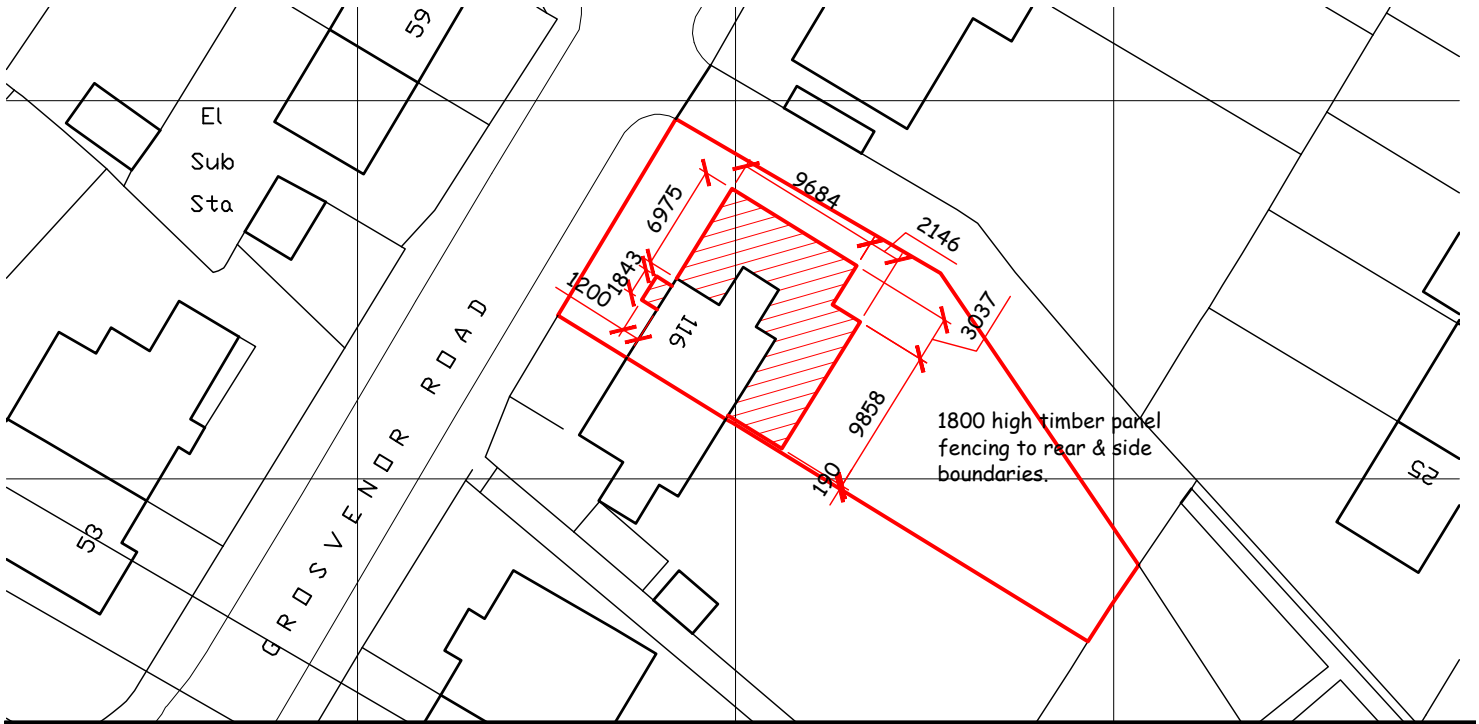 59
El
Sub
Sta
9684
6975
2146
1843
1200
3037
116
GROSVENOR ROAD
9858
1800 high timber panel
fencing to rear & side
boundaries.
190
25
53